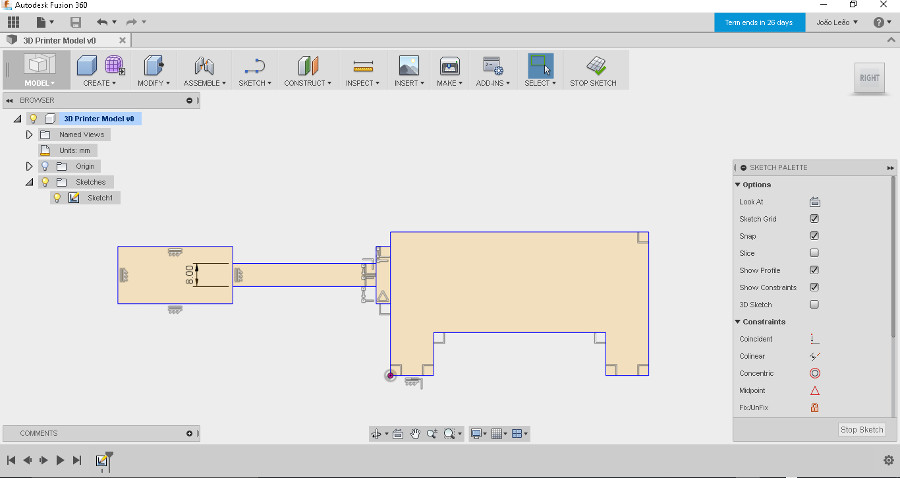 Autodesk Fusion 360
Term ends in 26 days
João Leão
3D Printer Model v0
MODEL
CREATE
MODIFY
ASSEMBLE
SKETCH
CONSTRUCT
INSPECT
INSERT
MAKE
ADD-INS
SELECT
STOP SKETCH
RIGHT
BROWSER
3D Printer Model v0
Named Views
Units: mm
Origin
Sketches
Sketch1
8.00
SKETCH PALETTE
Options
Look At
Sketch Grid
Snap
Slice
Show Profile
Show Constraints
3D Sketch
Constraints
Coincident
Colinear
Concentric
Midpoint
Fix/UnFix
Stop Sketch
COMMENTS